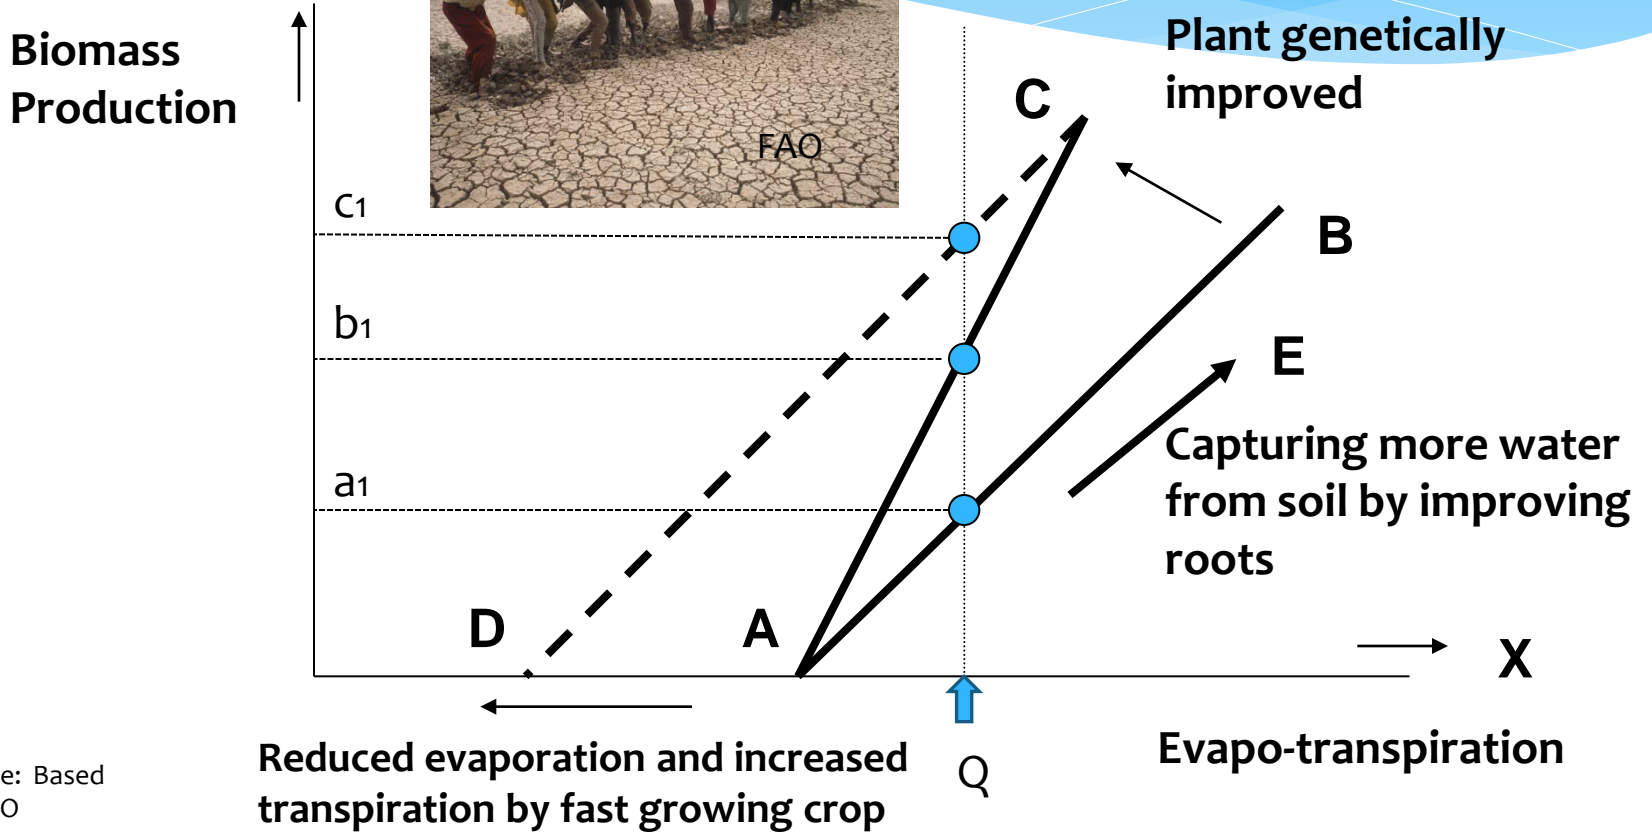 Biomass
Production
Plant genetically
improved
C
FAO
c1
B
b1
E
a1
Capturing more water
from soil by improving
roots
D
A
X
Reduced evaporation and increased
transpiration by fast growing crop
Q
Evapo-transpiration
e: Based
O